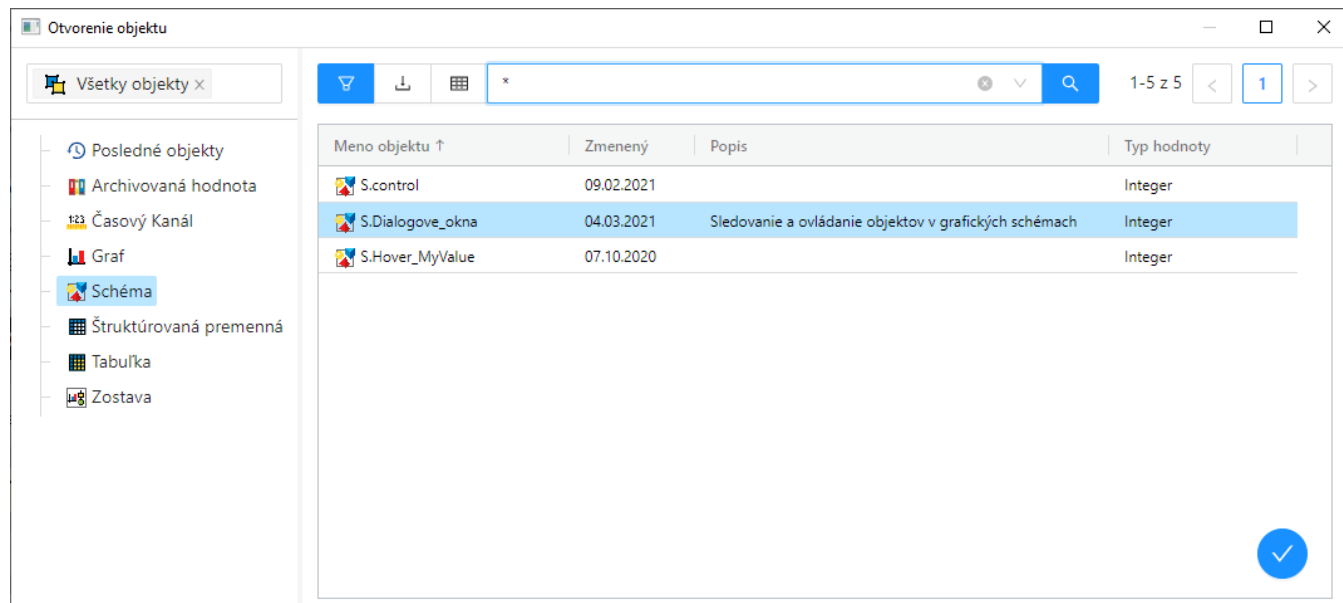 Otvorenie objektu
Všetky objekty
Posledné objekty
Archivovaná hodnota
1:23 Časový Kanál
Graf
Schéma
Štruktúrovaná premenná
Tabuľka
Zostava
* 1-5 z 5 < 1 >
Meno objektu ↑ Zmenený Popis Typ hodnoty
S.control 09.02.2021 Integer
S.Dialogove_okna 04.03.2021 Sledovanie a ovládanie objektov v grafických schémach Integer
S.Hover_MyValue 07.10.2020 Integer